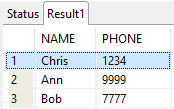 Status Result1
NAME PHONE
1 Chris 1234
2 Ann 9999
3 Bob 7777